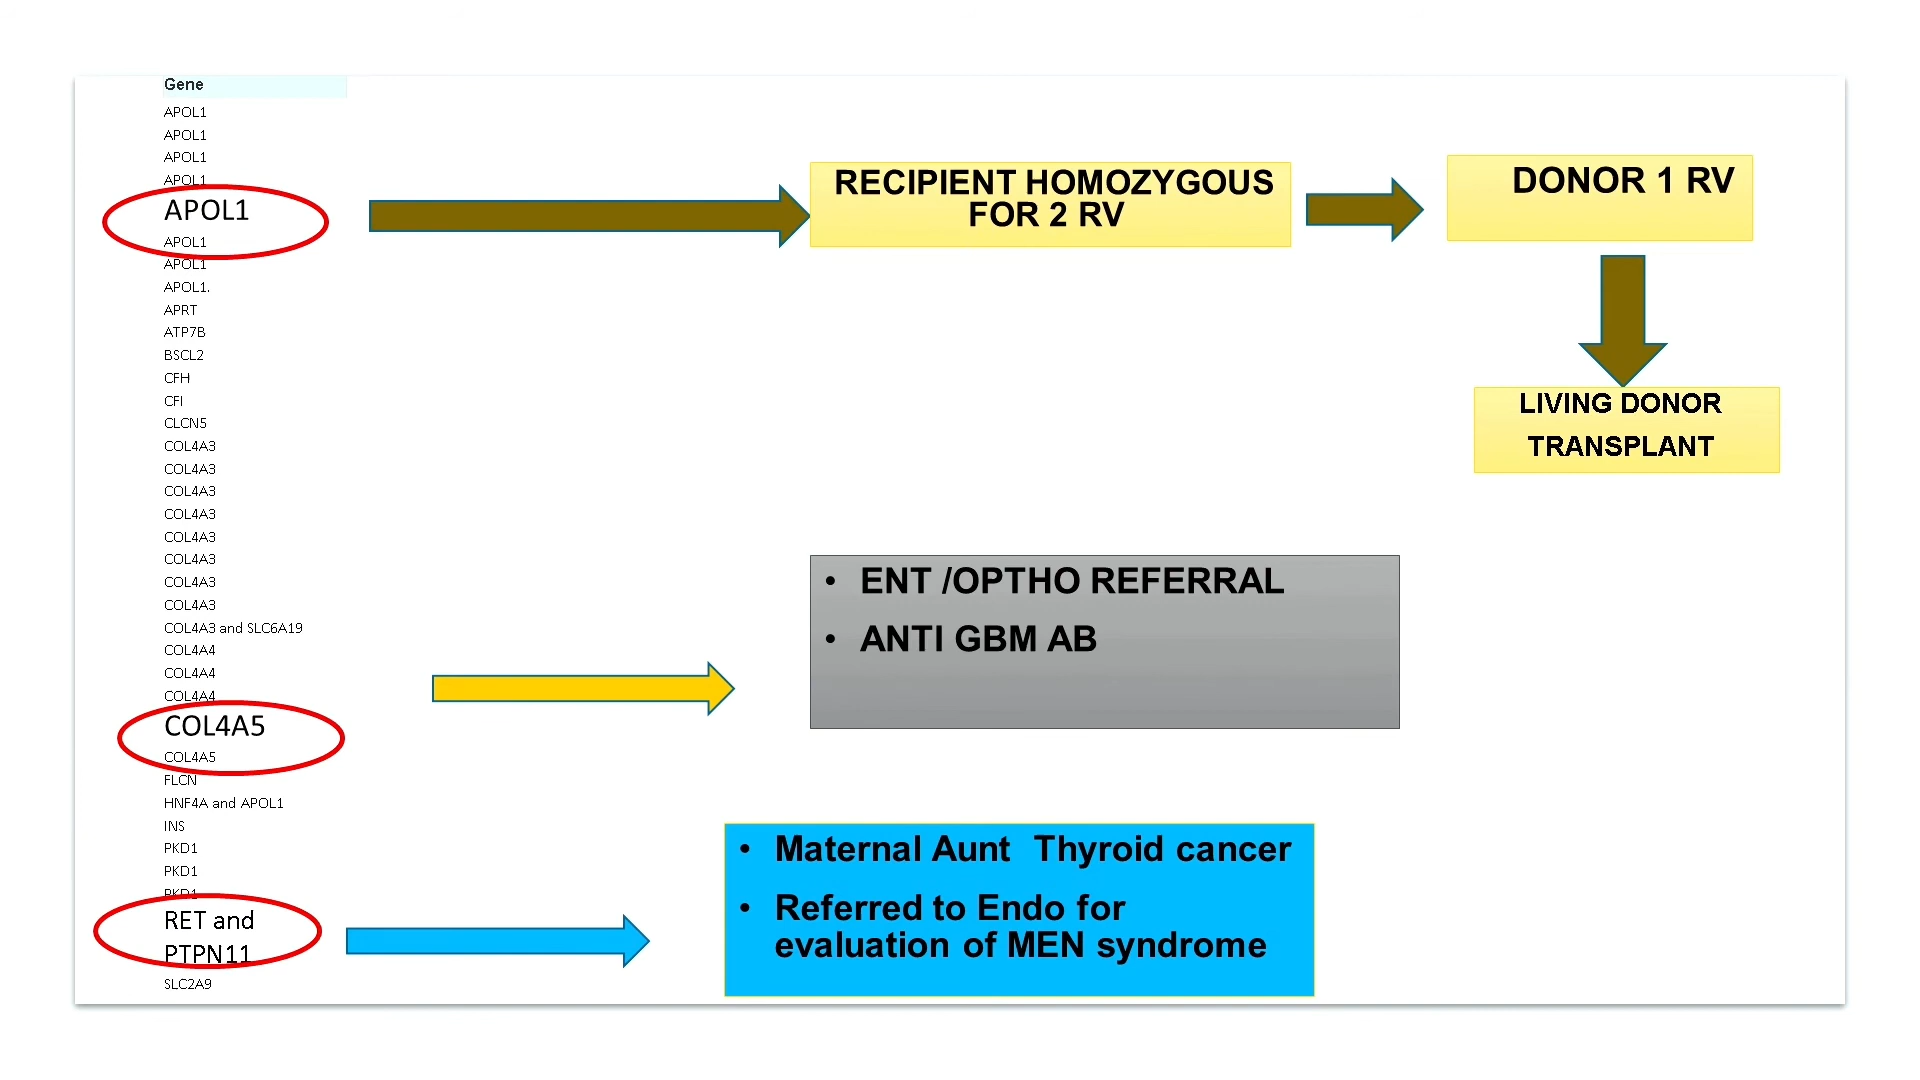 Gene
APOL1
APOL1
APOL1
APOL1
APOL1
APOL1
APOL1
APOL1.
APRT
ATP7B
BSCL2
CFH
CFI
CLCN5
COL4A3
COL4A3
COL4A3
COL4A3
COL4A3
COL4A3
COL4A3
COL4A3
COL4A3 and SLC6A19
COL4A4
COL4A4
COL4A4
COL4A5
COL4A5
FLCN
HNF4A and APOL1
INS
PKD1
PKD1
PKD1
RET and
PTPN11
SLC2A9
RECIPIENT HOMOZYGOUS
FOR 2 RV
DONOR 1 RV
LIVING DONOR
TRANSPLANT
• ENT /OPTHO REFERRAL
• ANTI GBM AB
• Maternal Aunt  Thyroid cancer
• Referred to Endo for
evaluation of MEN syndrome